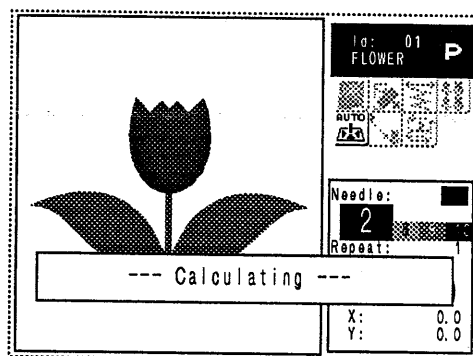 Id: 01
FLOWER P
AUTO
Needle:
2
Repeat:
1
--- Calculating ---
X: 0.0
Y: 0.0